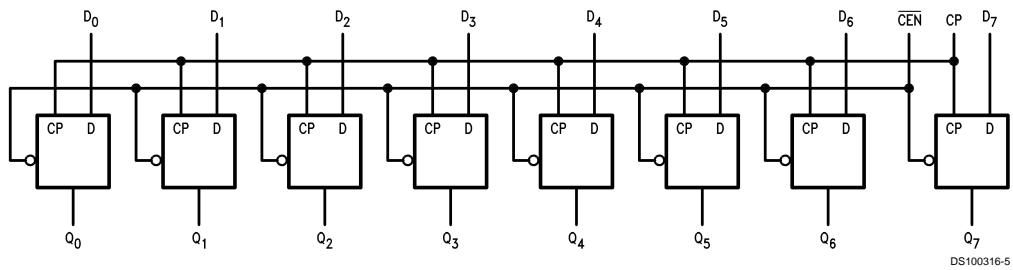 D0 D1 D2 D3 D4 D5 D6 CEN CP D7
CP D CP D CP D CP D CP D CP D CP D CP D
Q0 Q1 Q2 Q3 Q4 Q5 Q6 Q7
DS100316-5